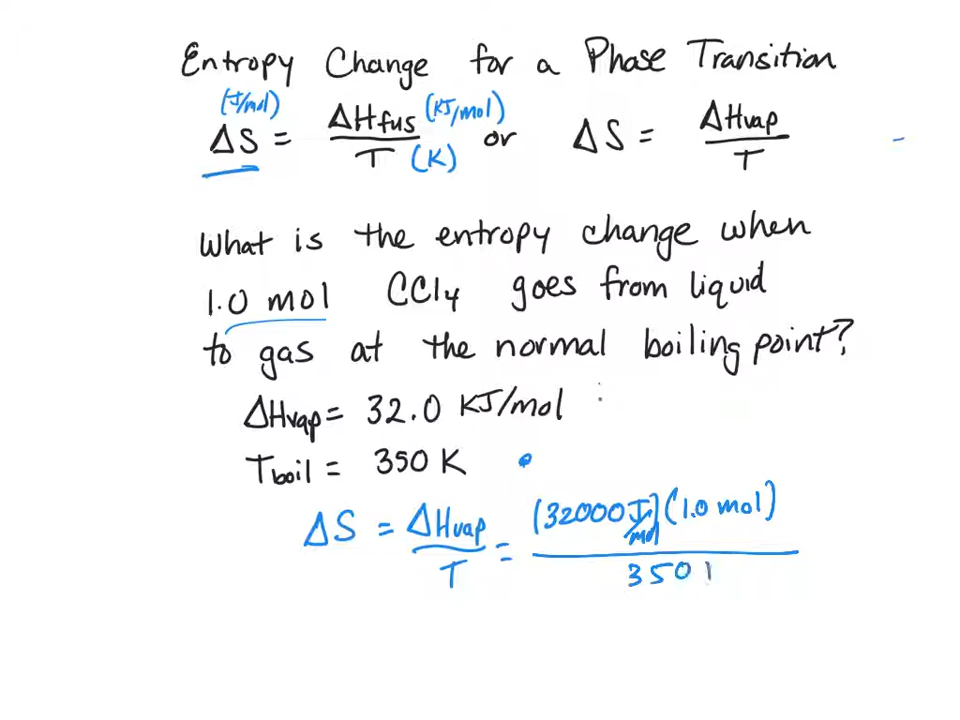 Entropy Change for a Phase Transition
(J/mol)
ΔS = ΔHfus (KJ/mol) / T (K) or ΔS = ΔHvap / T
What is the entropy change when
1.0 mol CCl4 goes from liquid
to gas at the normal boiling point?
ΔHvap = 32.0 KJ/mol
Tboil = 350 K
ΔS = ΔHvap / T = (32000 J/mol)(1.0 mol) / 350